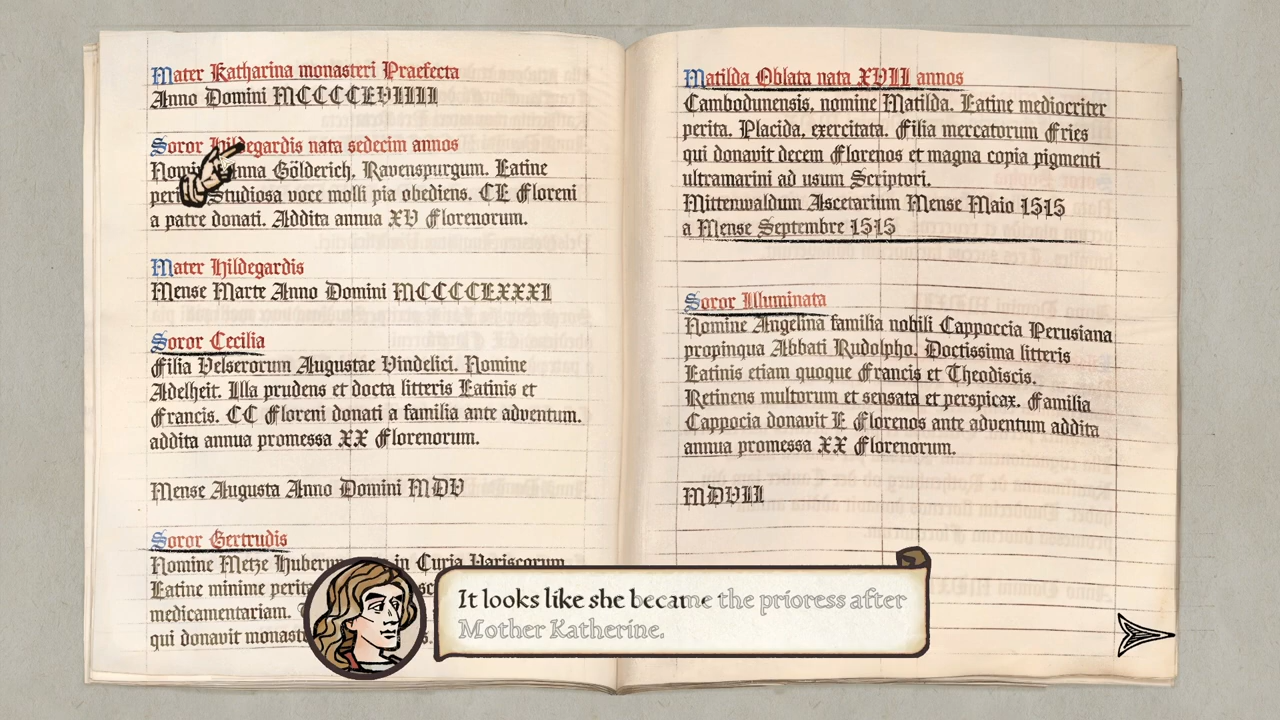 Mater Katharina monasteri Praefecta
Anno Domini MCCCCLVIIII
Soror Hildegardis nata sedecim annos
Anna Gölderich, Ravenspurgum. Latine
Studiosa voce molli pia obediens. CL Floreni
a patre donati. Addita annua XV Florenorum.
Mater Hildegardis
Mense Marte Anno Domini MCCCCLXXXI
Soror Cecilia
Filia Velserorum Augustae Vindelici. Nomine
Adelheit. Illa prudens et docta litteris Latinis et
Francis. CC Floreni donati a familia ante adventum.
addita annua promessa XX Florenorum.
Mense Augusta Anno Domini MDV
Soror Gertrudis
Nomine Metze in Curia Variscorum
Latine minime
medicamentariam.
qui donavit
Matilda Oblata nata XVII annos
Cambodunensis, nomine Matilda. Latine mediocriter
perita. Placida, exercitata. Filia mercatorum Fries
qui donavit decem Florenos et magna copia pigmenti
ultramarini ad usum Scriptori.
Mittenwaldum Ascetarium Mense Maio 1515
a Mense Septembre 1515
Soror Illuminata
Nomine Angelina familia nobili Cappoccia Perusiana
propinqua Abbati Rudolpho. Doctissima litteris
Latinis etiam quoque Francis et Theodiscis.
Retinens multorum et sensata et perspicax. Familia
Cappocia donavit L Florenos ante adventum addita
annua promessa XX Florenorum.
MDVII
It looks like she became the prioress after
Mother Katherine.